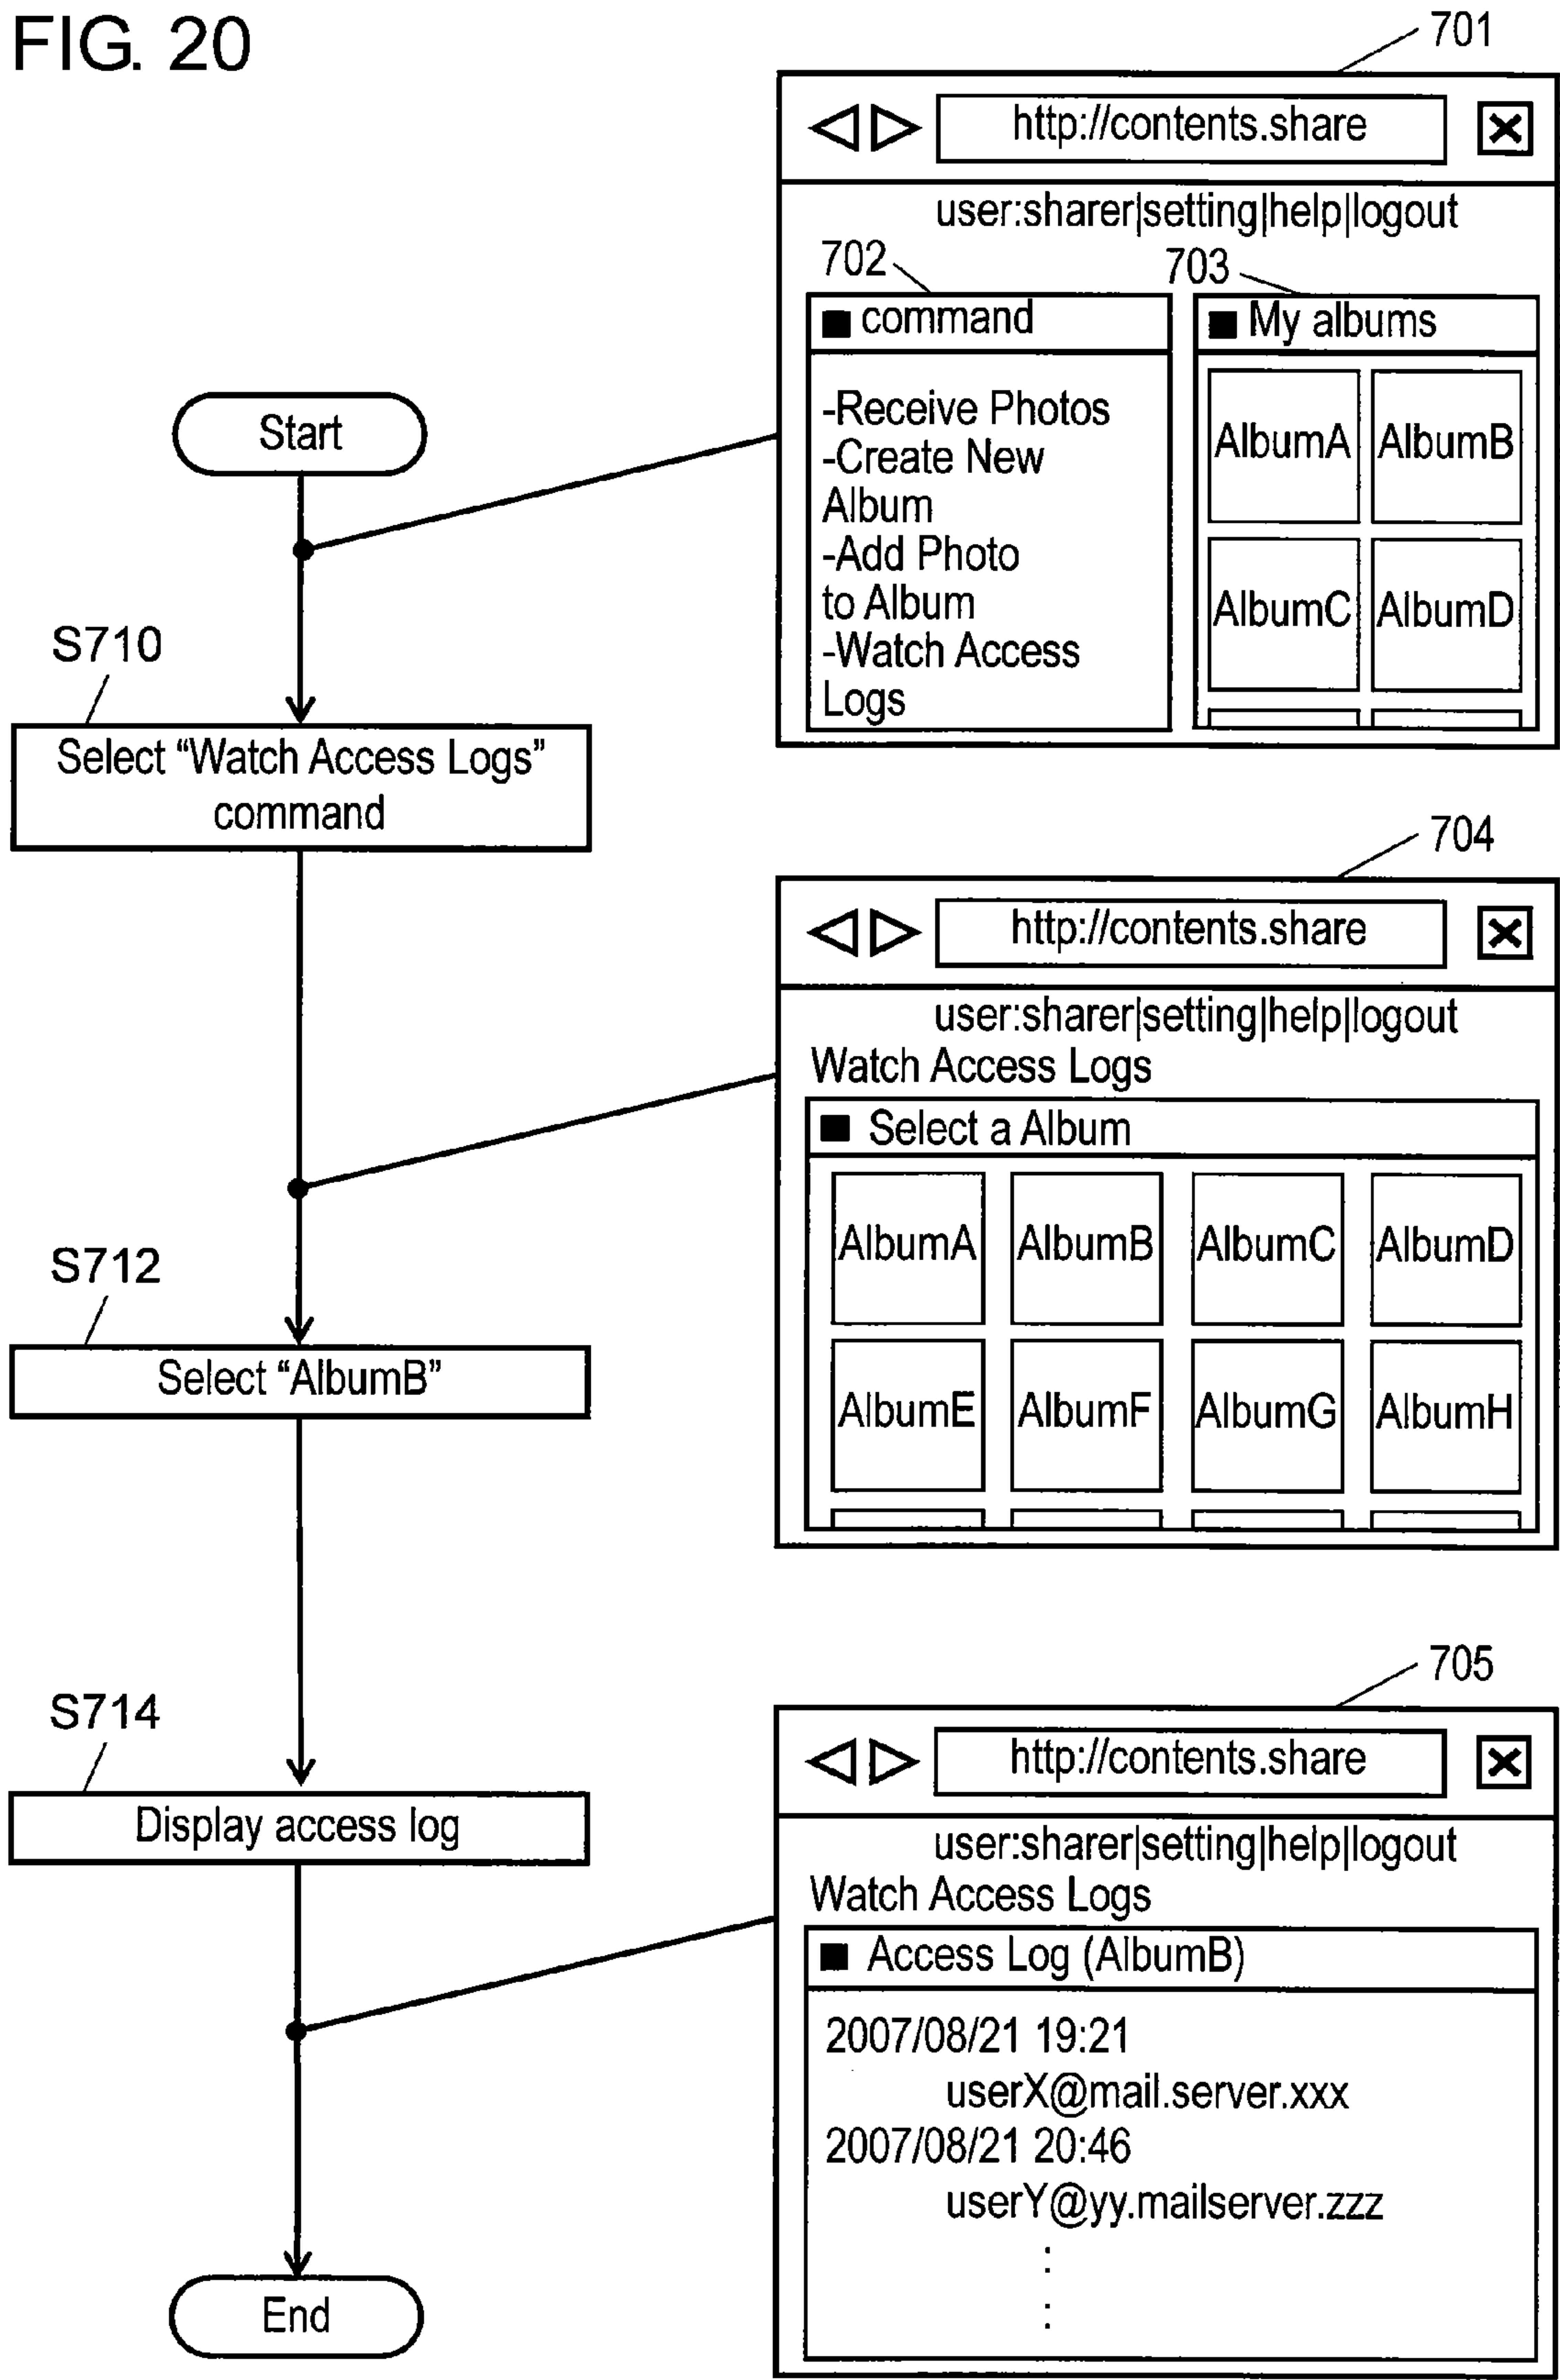 FIG. 20
701
http://contents.share
user:sharer|setting|help|logout
702
703
■ command
■ My albums
-Receive Photos
-Create New
Album
-Add Photo
to Album
-Watch Access
Logs
AlbumA AlbumB
AlbumC AlbumD
Start
S710
Select “Watch Access Logs”
command
704
http://contents.share
user:sharer|setting|help|logout
Watch Access Logs
■ Select a Album
AlbumA AlbumB AlbumC AlbumD
AlbumE AlbumF AlbumG AlbumH
S712
Select “AlbumB”
705
S714
Display access log
http://contents.share
user:sharer|setting|help|logout
Watch Access Logs
■ Access Log (AlbumB)
2007/08/21 19:21
userX@mail.server.xxx
2007/08/21 20:46
userY@yy.mailserver.zzz
:
:
End